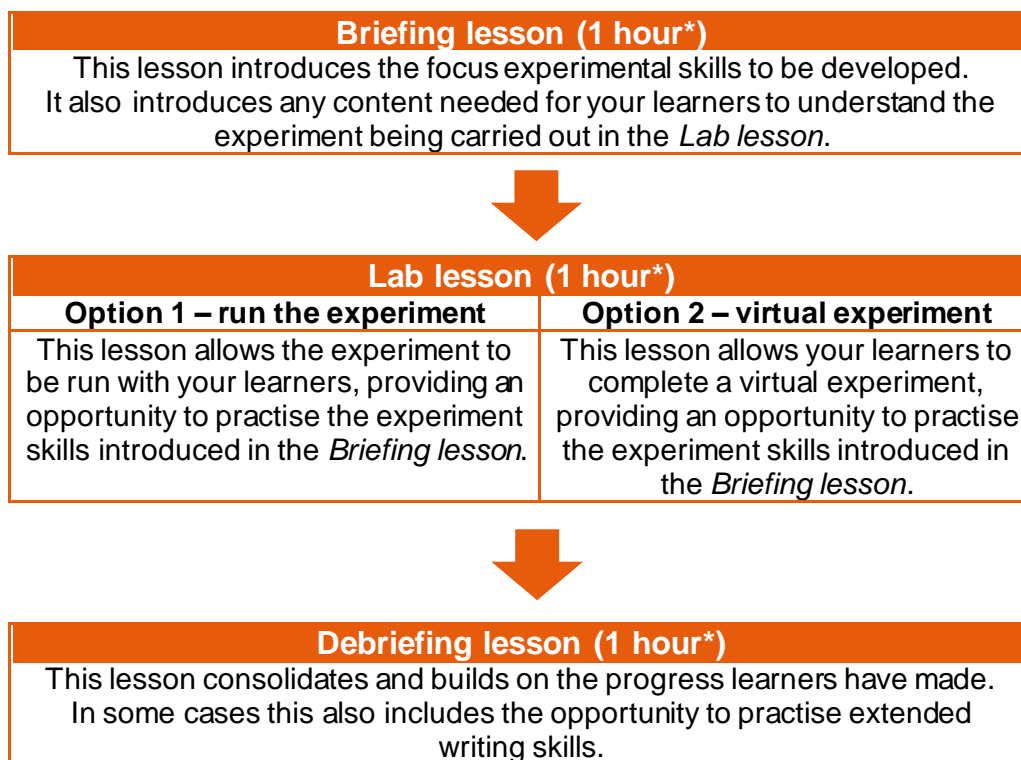 Briefing lesson (1 hour*)
This lesson introduces the focus experimental skills to be developed.
It also introduces any content needed for your learners to understand the
experiment being carried out in the Lab lesson.
Lab lesson (1 hour*)
Option 1 – run the experiment
This lesson allows the experiment to
be run with your learners, providing an
opportunity to practise the experiment
skills introduced in the Briefing lesson.
Option 2 – virtual experiment
This lesson allows your learners to
complete a virtual experiment,
providing an opportunity to practise
the experiment skills introduced in
the Briefing lesson.
Debriefing lesson (1 hour*)
This lesson consolidates and builds on the progress learners have made.
In some cases this also includes the opportunity to practise extended
writing skills.